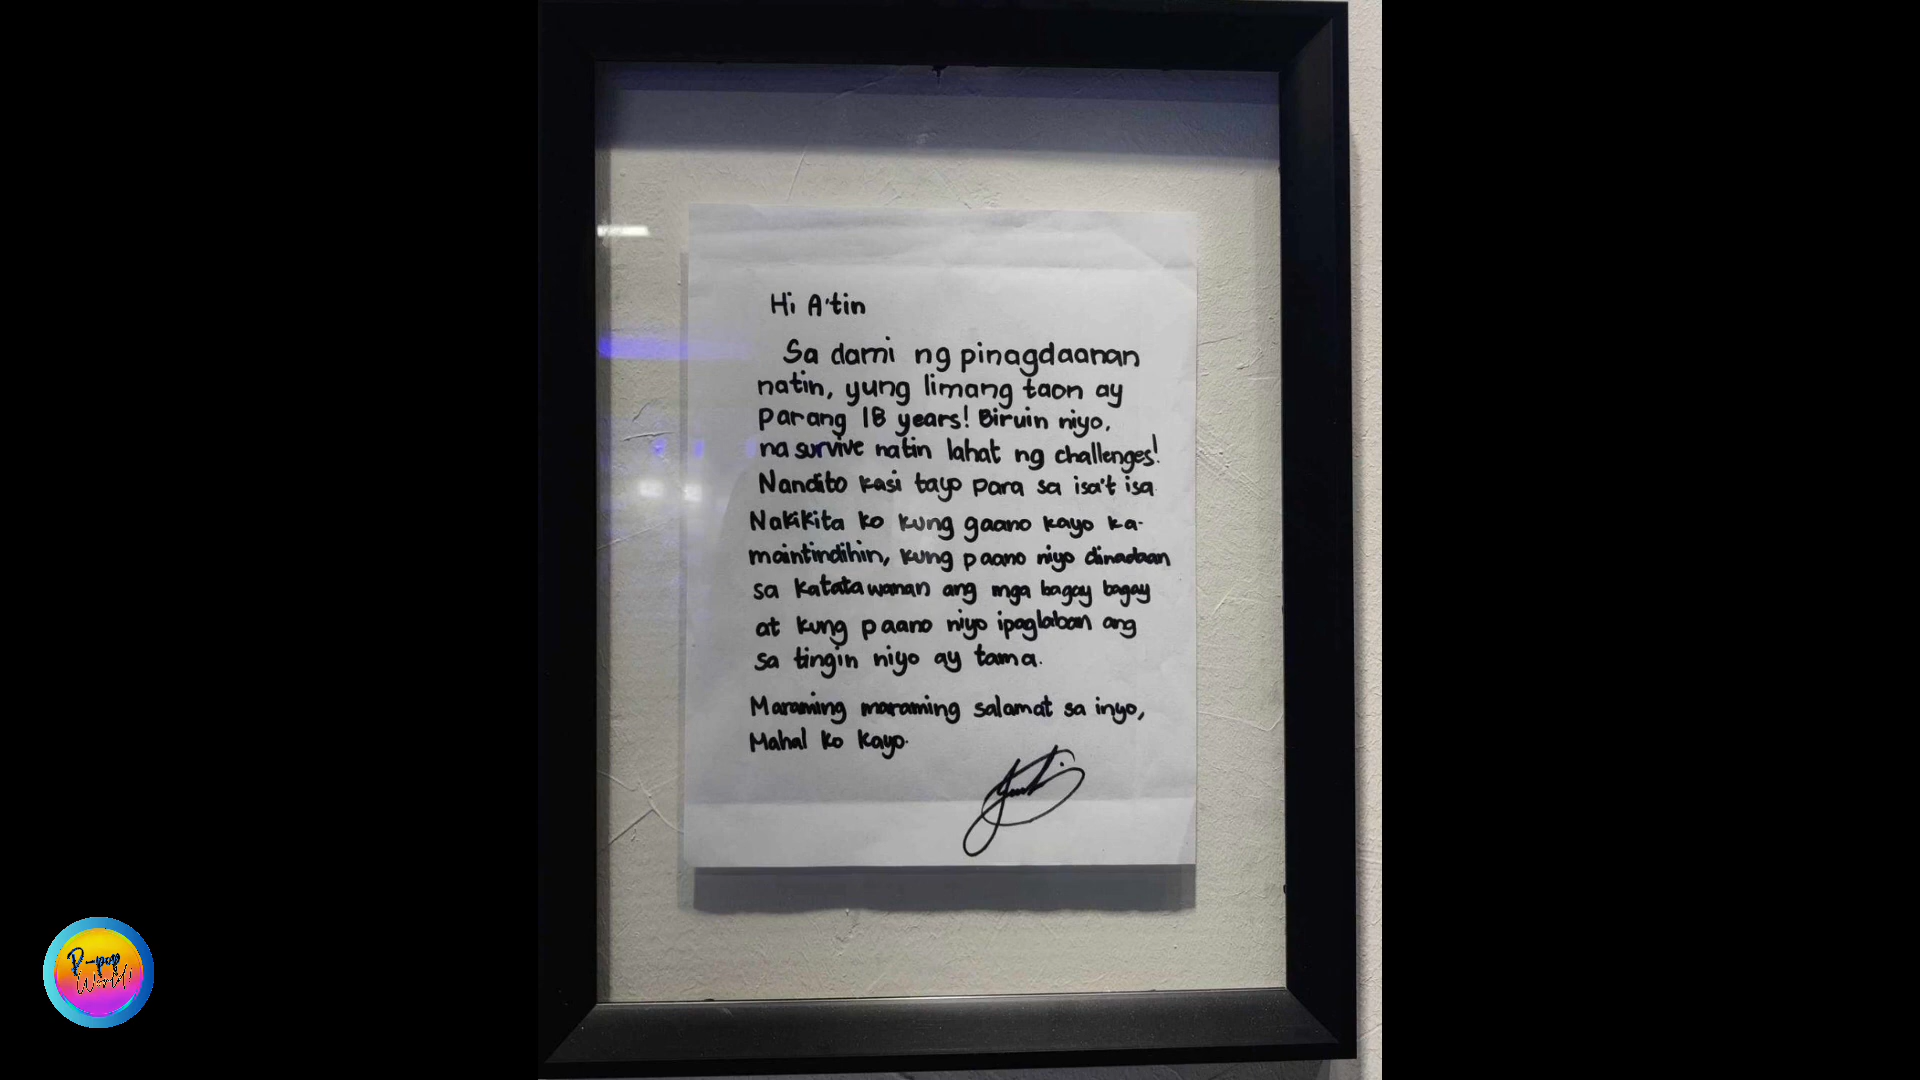 Hi A'tin
Sa dami ng pinagdaanan
natin, yung limang taon ay
parang 18 years! Biruin niyo,
na survive natin lahat ng challenges!
Nandito kasi tayo para sa isa't isa.
Nakikita ko kung gaano kayo ka-
maintindihin, kung paano niyo dinadaan
sa katatawanan ang mga bagay bagay
at kung paano niyo ipaglaban ang
sa tingin niyo ay tama.
Maraming maraming salamat sa inyo,
Mahal ko kayo.
P-pop
World!